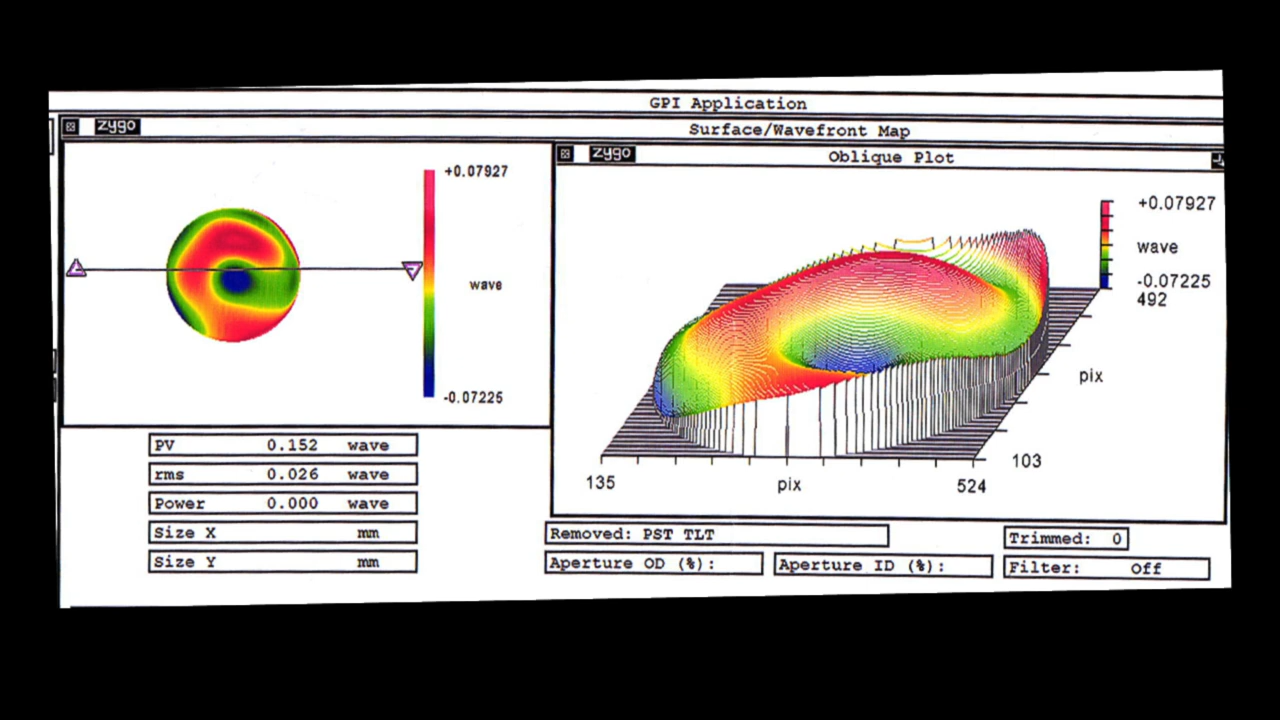 GPI Application
zygo
Surface/Wavefront Map
+0.07927
wave
-0.07225
zygo
Oblique Plot
+0.07927
wave
-0.07225
492
pix
103
135
pix
524
PV 0.152 wave
rms 0.026 wave
Power 0.000 wave
Size X mm
Size Y mm
Removed: PST TLT
Trimmed: 0
Aperture OD (%):
Aperture ID (%):
Filter: Off